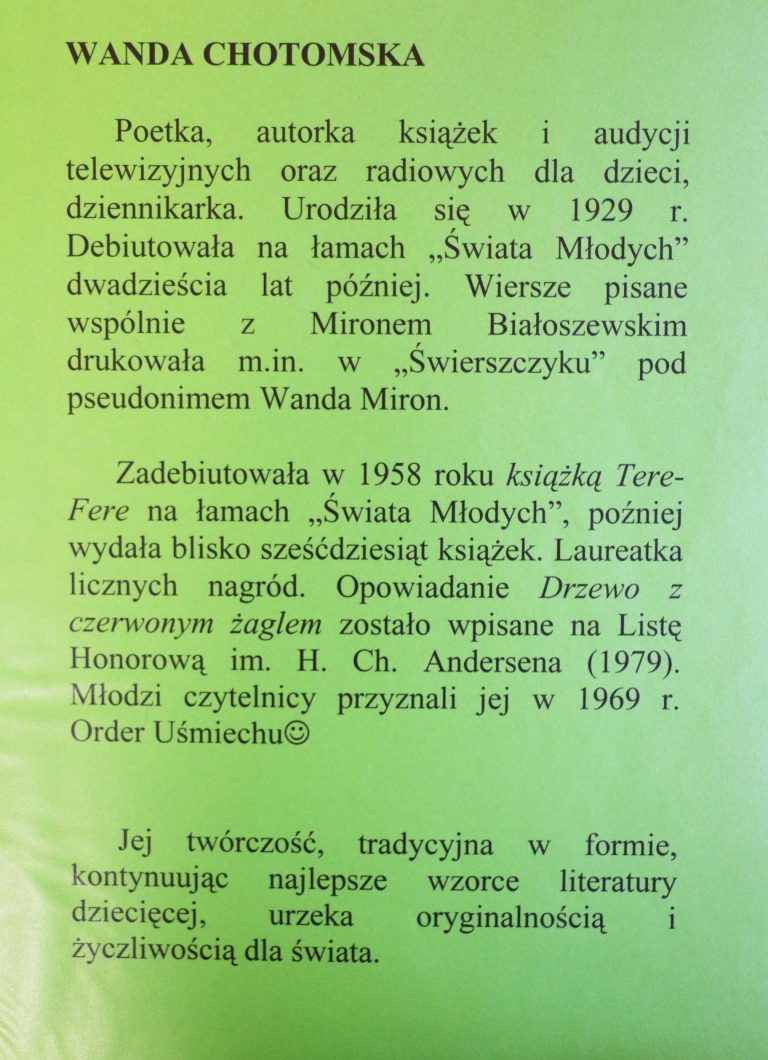 WANDA CHOTOMSKA
Poetka, autorka książek i audycji
telewizyjnych oraz radiowych dla dzieci,
dziennikarka. Urodziła się w 1929 r.
Debiutowała na łamach „Świata Młodych”
dwadzieścia lat później. Wiersze pisane
wspólnie z Mironem Białoszewskim
drukowała m.in. w „Świerszczyku” pod
pseudonimem Wanda Miron.
Zadebiutowała w 1958 roku książką Tere-
Fere na łamach „Świata Młodych”, poźniej
wydała blisko sześćdziesiąt książek. Laureatka
licznych nagród. Opowiadanie Drzewo z
czerwonym żaglem zostało wpisane na Listę
Honorową im. H. Ch. Andersena (1979).
Młodzi czytelnicy przyznali jej w 1969 r.
Order Uśmiechu☺
Jej twórczość, tradycyjna w formie,
kontynuując najlepsze wzorce literatury
dziecięcej, urzeka oryginalnością i
życzliwością dla świata.